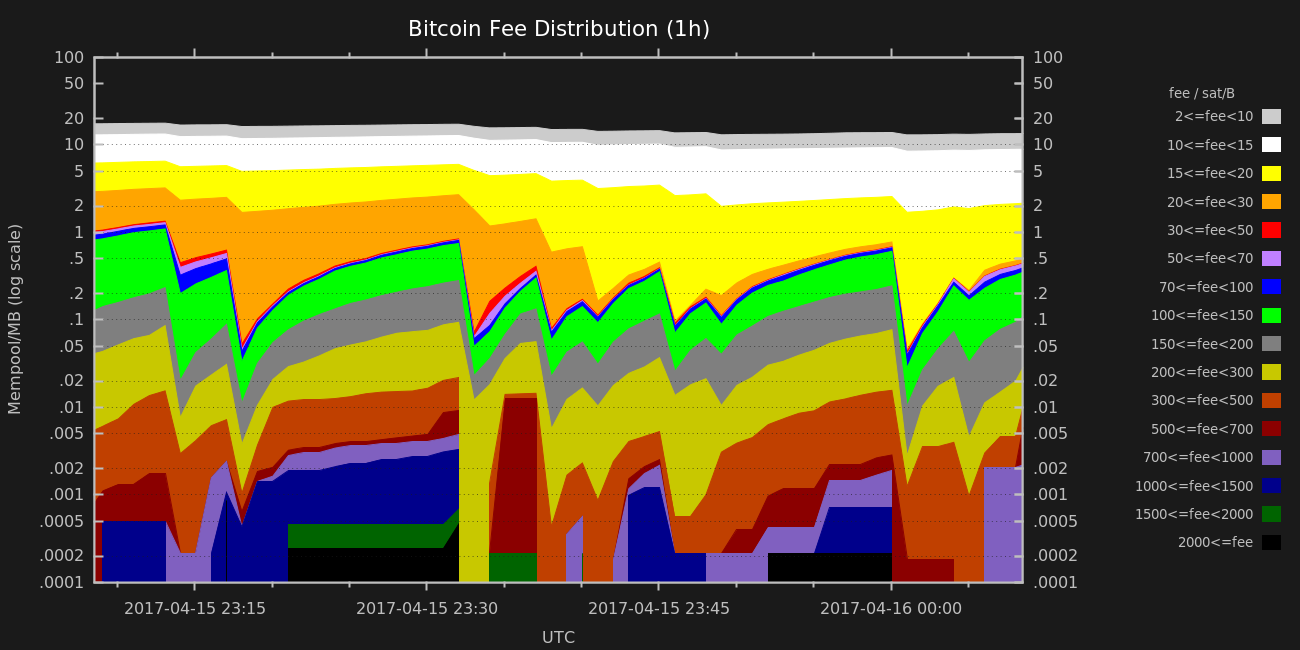 Bitcoin Fee Distribution (1h)
100 100
50 50
20 20
10 10
5 5
2 2
1 1
.5 .5
.2 .2
.1 .1
.05 .05
.02 .02
.01 .01
.005 .005
.002 .002
.001 .001
.0005 .0005
.0002 .0002
.0001 .0001
Mempool/MB (log scale)
2017-04-15 23:15 2017-04-15 23:30 2017-04-15 23:45 2017-04-16 00:00
UTC
fee / sat/B
2<=fee<10
10<=fee<15
15<=fee<20
20<=fee<30
30<=fee<50
50<=fee<70
70<=fee<100
100<=fee<150
150<=fee<200
200<=fee<300
300<=fee<500
500<=fee<700
700<=fee<1000
1000<=fee<1500
1500<=fee<2000
2000<=fee